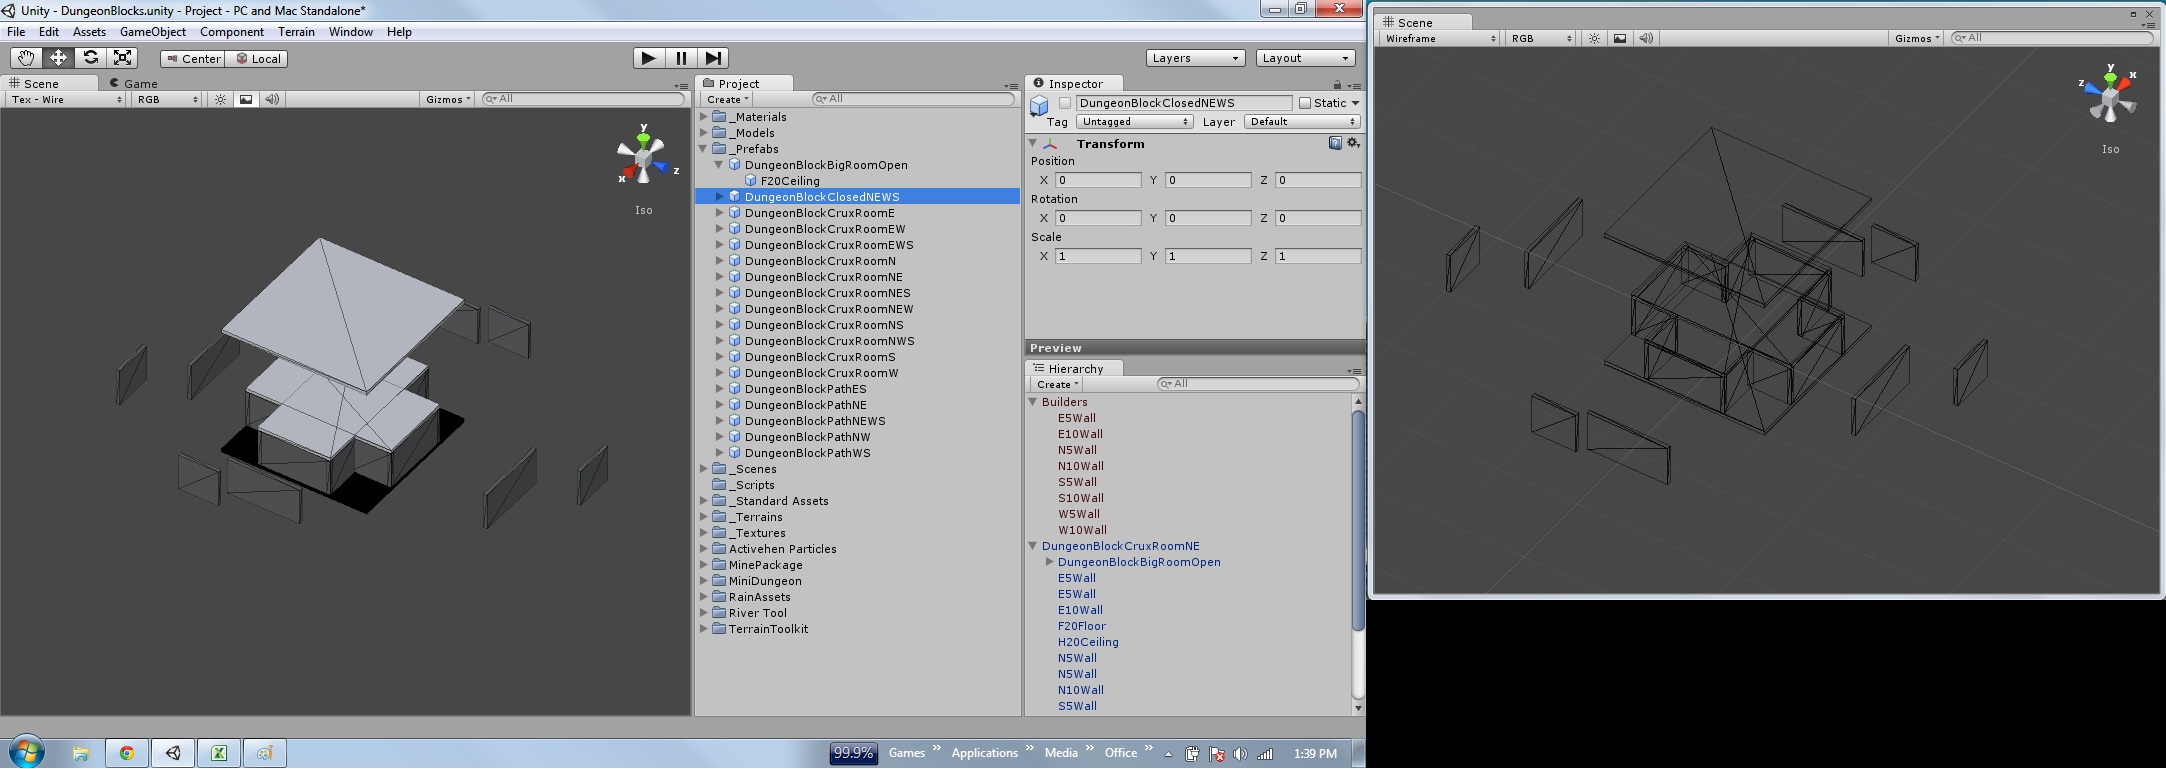 Unity - DungeonBlocks.unity - Project - PC and Mac Standalone*
File Edit Assets GameObject Component Terrain Window Help
Center Local
Layers Layout
Scene Game
Tex - Wire RGB Gizmos All
y
z
x
Iso
Project
Create All
_Materials
_Models
_Prefabs
DungeonBlockBigRoomOpen
F20Ceiling
DungeonBlockClosedNEWS
DungeonBlockCruxRoomE
DungeonBlockCruxRoomEW
DungeonBlockCruxRoomEWS
DungeonBlockCruxRoomN
DungeonBlockCruxRoomNE
DungeonBlockCruxRoomNES
DungeonBlockCruxRoomNEW
DungeonBlockCruxRoomNS
DungeonBlockCruxRoomNWS
DungeonBlockCruxRoomS
DungeonBlockCruxRoomW
DungeonBlockPathES
DungeonBlockPathNE
DungeonBlockPathNEWS
DungeonBlockPathNW
DungeonBlockPathWS
_Scenes
_Scripts
_Standard Assets
_Terrains
_Textures
Activehen Particles
MinePackage
MiniDungeon
RainAssets
River Tool
TerrainToolkit
Inspector
DungeonBlockClosedNEWS Static
Tag Untagged Layer Default
Transform
Position
X 0 Y 0 Z 0
Rotation
X 0 Y 0 Z 0
Scale
X 1 Y 1 Z 1
Preview
Hierarchy
Create All
Builders
E5Wall
E10Wall
N5Wall
N10Wall
S5Wall
S10Wall
W5Wall
W10Wall
DungeonBlockCruxRoomNE
DungeonBlockBigRoomOpen
E5Wall
E5Wall
E10Wall
F20Floor
H20Ceiling
N5Wall
N5Wall
N10Wall
S5Wall
Scene
Wireframe RGB Gizmos All
y
z x
Iso
99.9% Games » Applications » Media » Office » 1:39 PM